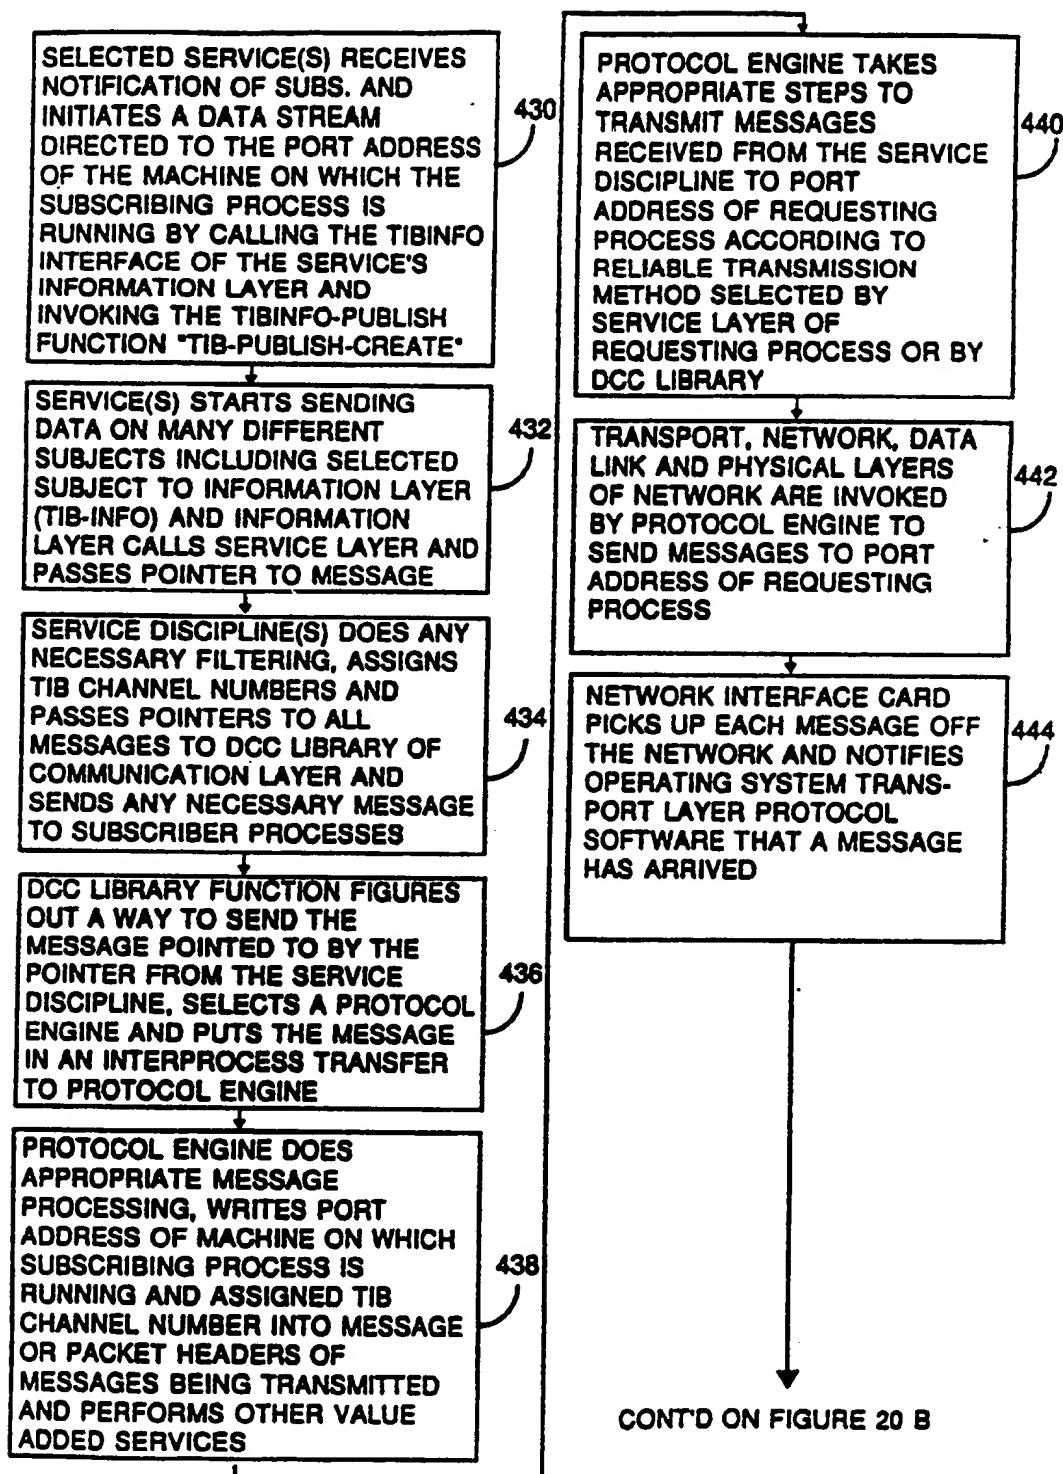 SELECTED SERVICE(S) RECEIVES
NOTIFICATION OF SUBS. AND
INITIATES A DATA STREAM
DIRECTED TO THE PORT ADDRESS
OF THE MACHINE ON WHICH THE
SUBSCRIBING PROCESS IS
RUNNING BY CALLING THE TIBINFO
INTERFACE OF THE SERVICE'S
INFORMATION LAYER AND
INVOKING THE TIBINFO-PUBLISH
FUNCTION "TIB-PUBLISH-CREATE"
430
SERVICE(S) STARTS SENDING
DATA ON MANY DIFFERENT
SUBJECTS INCLUDING SELECTED
SUBJECT TO INFORMATION LAYER
(TIB-INFO) AND INFORMATION
LAYER CALLS SERVICE LAYER AND
PASSES POINTER TO MESSAGE
432
SERVICE DISCIPLINE(S) DOES ANY
NECESSARY FILTERING, ASSIGNS
TIB CHANNEL NUMBERS AND
PASSES POINTERS TO ALL
MESSAGES TO DCC LIBRARY OF
COMMUNICATION LAYER AND
SENDS ANY NECESSARY MESSAGE
TO SUBSCRIBER PROCESSES
434
DCC LIBRARY FUNCTION FIGURES
OUT A WAY TO SEND THE
MESSAGE POINTED TO BY THE
POINTER FROM THE SERVICE
DISCIPLINE, SELECTS A PROTOCOL
ENGINE AND PUTS THE MESSAGE
IN AN INTERPROCESS TRANSFER
TO PROTOCOL ENGINE
436
PROTOCOL ENGINE DOES
APPROPRIATE MESSAGE
PROCESSING, WRITES PORT
ADDRESS OF MACHINE ON WHICH
SUBSCRIBING PROCESS IS
RUNNING AND ASSIGNED TIB
CHANNEL NUMBER INTO MESSAGE
OR PACKET HEADERS OF
MESSAGES BEING TRANSMITTED
AND PERFORMS OTHER VALUE
ADDED SERVICES
438
PROTOCOL ENGINE TAKES
APPROPRIATE STEPS TO
TRANSMIT MESSAGES
RECEIVED FROM THE SERVICE
DISCIPLINE TO PORT
ADDRESS OF REQUESTING
PROCESS ACCORDING TO
RELIABLE TRANSMISSION
METHOD SELECTED BY
SERVICE LAYER OF
REQUESTING PROCESS OR BY
DCC LIBRARY
440
TRANSPORT, NETWORK, DATA
LINK AND PHYSICAL LAYERS
OF NETWORK ARE INVOKED
BY PROTOCOL ENGINE TO
SEND MESSAGES TO PORT
ADDRESS OF REQUESTING
PROCESS
442
NETWORK INTERFACE CARD
PICKS UP EACH MESSAGE OFF
THE NETWORK AND NOTIFIES
OPERATING SYSTEM TRANS-
PORT LAYER PROTOCOL
SOFTWARE THAT A MESSAGE
HAS ARRIVED
444
CONT'D ON FIGURE 20 B